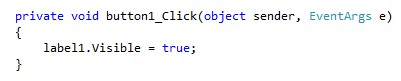 private void button1_Click(object sender, EventArgs e)
{
label1.Visible = true;
}